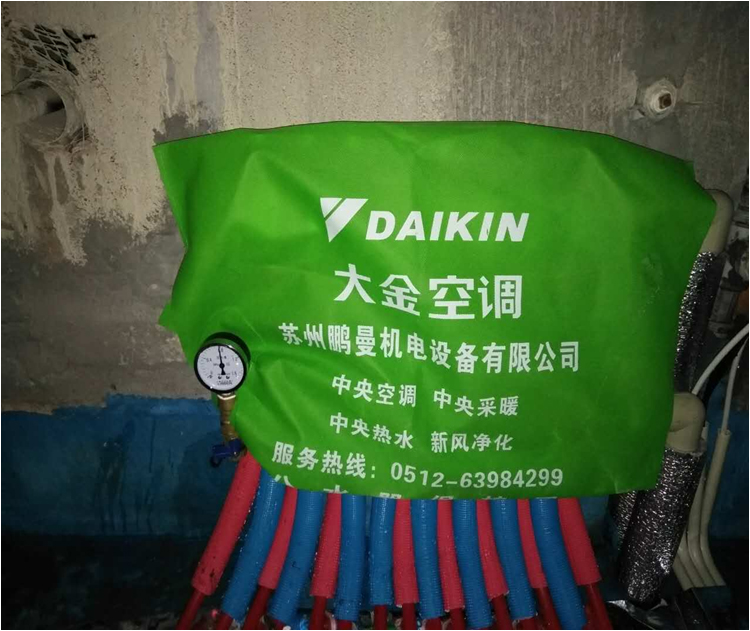 DAIKIN
大金空调
苏州鹏曼机电设备有限公司
中央空调 中央采暖
中央热水 新风净化
服务热线：0512-63984299